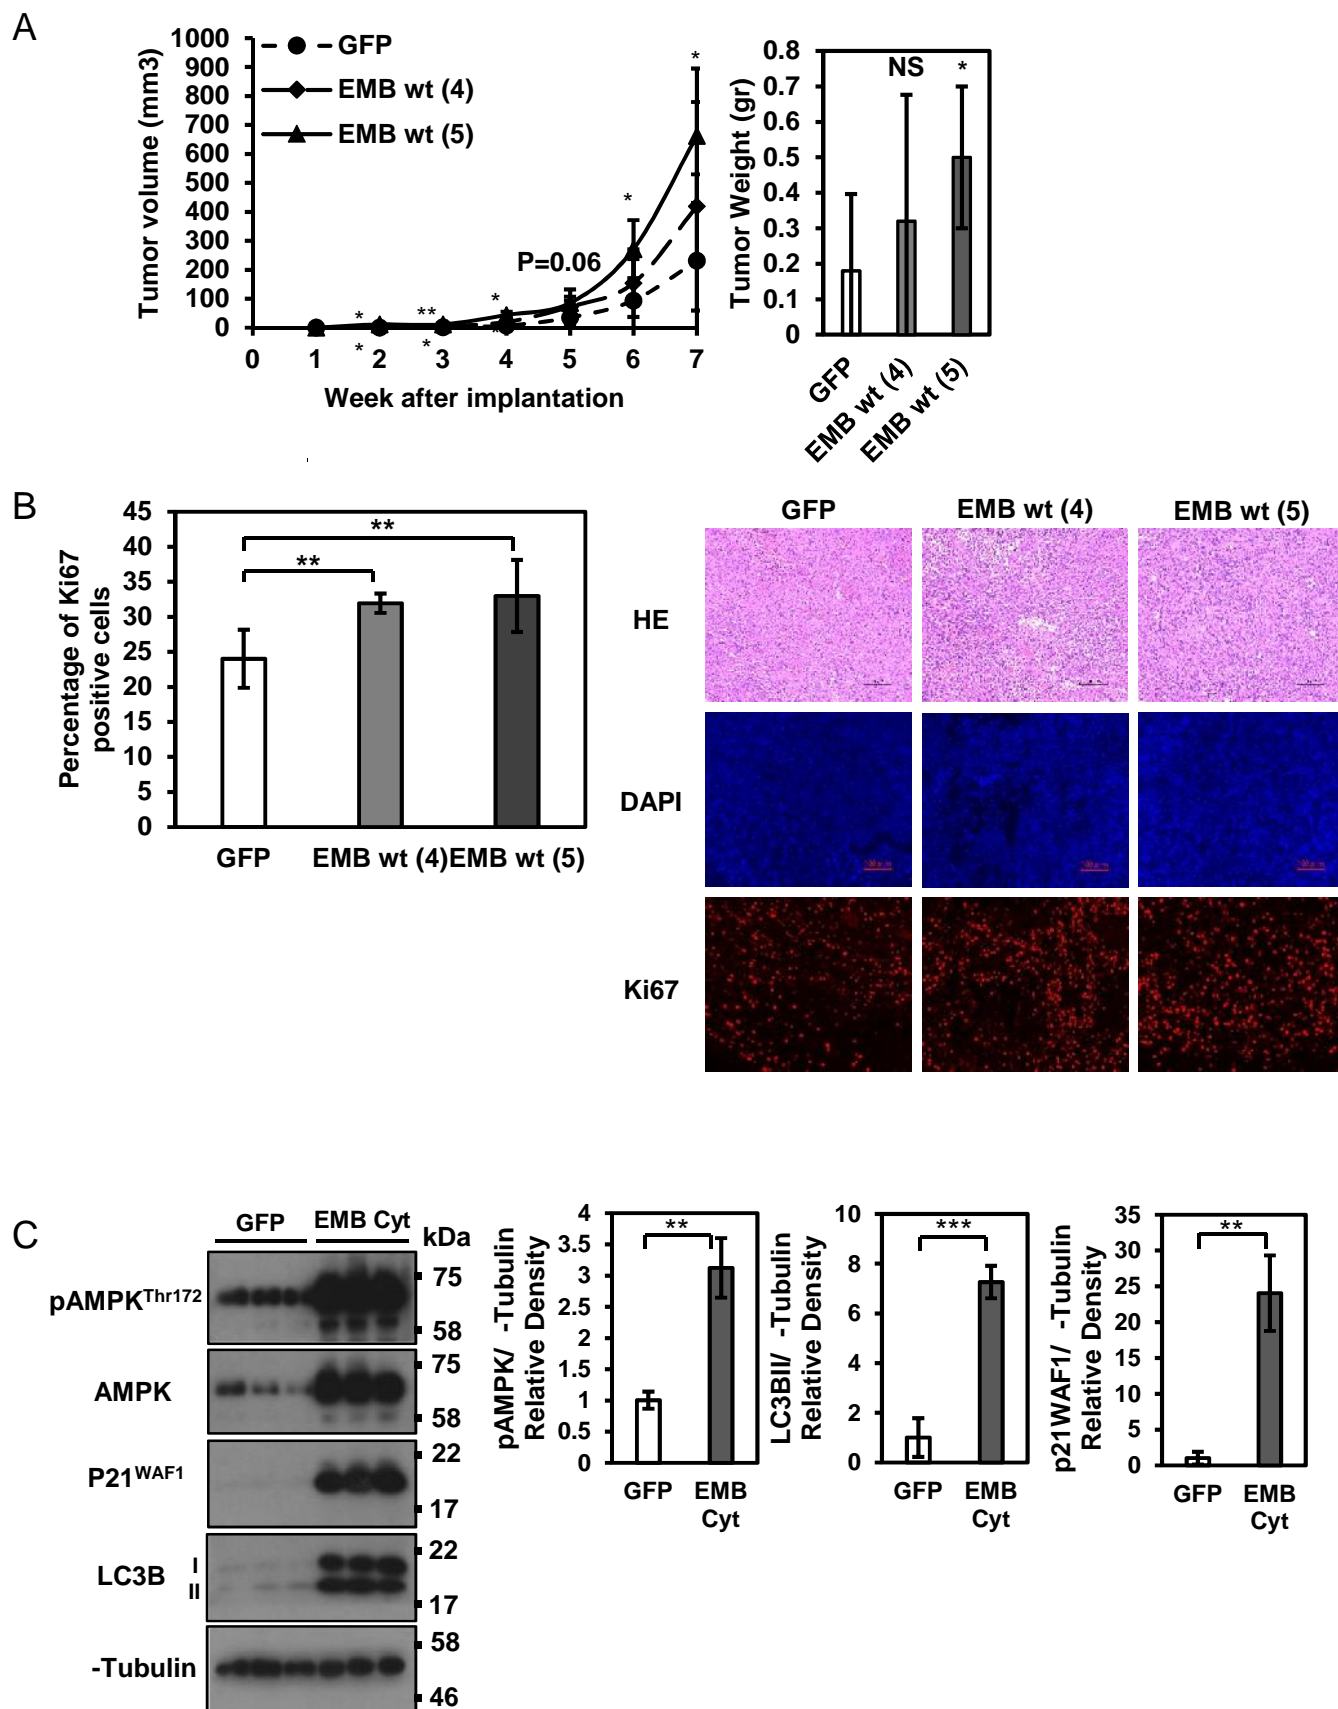 A
1000
900
800
700
600
500
400
300
200
100
0
Tumor volume (mm3)
GFP
EMB wt (4)
EMB wt (5)
*
*
**
*
*
*
P=0.06
*
*
0 1 2 3 4 5 6 7
Week after implantation
0.8
0.7
0.6
0.5
0.4
0.3
0.2
0.1
0
Tumor Weight (gr)
NS *
GFP
EMB wt (4)
EMB wt (5)
B
45
40
35
30
25
20
15
10
5
0
Percentage of Ki67
positive cells
**
**
GFP EMB wt (4) EMB wt (5)
GFP EMB wt (4) EMB wt (5)
HE
DAPI
Ki67
C
GFP EMB Cyt kDa
pAMPKThr172
75
58
AMPK
75
58
P21WAF1
22
17
LC3B
I
II
22
17
-Tubulin
58
46
pAMPK/ -Tubulin
Relative Density
4
3.5
3
2.5
2
1.5
1
0.5
0
**
GFP EMB
Cyt
LC3BII/ -Tubulin
Relative Density
10
8
6
4
2
0
***
GFP EMB
Cyt
p21WAF1/ -Tubulin
Relative Density
35
30
25
20
15
10
5
0
**
GFP EMB
Cyt